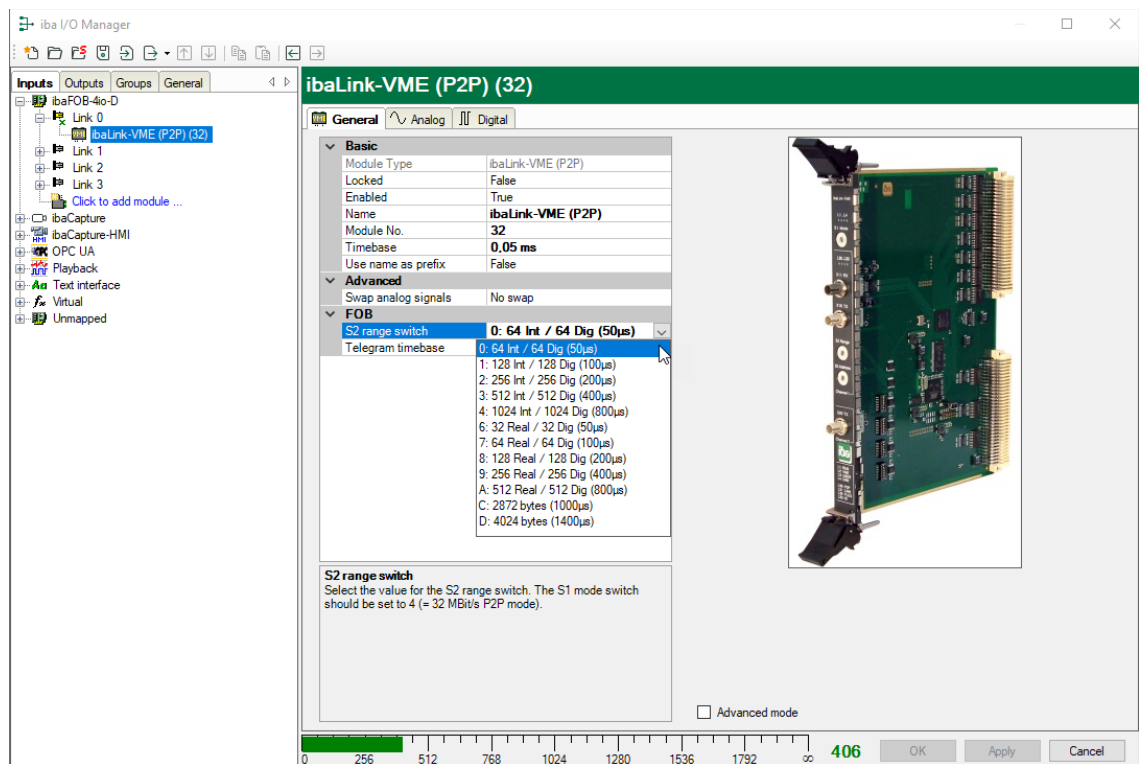 iba I/O Manager
Inputs Outputs Groups General
ibaFOB-4io-D
Link 0
ibaLink-VME (P2P) (32)
Link 1
Link 2
Link 3
Click to add module ...
ibaCapture
ibaCapture-HMI
OPC UA
Playback
Text interface
Virtual
Unmapped
ibaLink-VME (P2P) (32)
General Analog Digital
Basic
Module Type ibaLink-VME (P2P)
Locked False
Enabled True
Name ibaLink-VME (P2P)
Module No. 32
Timebase 0,05 ms
Use name as prefix False
Advanced
Swap analog signals No swap
FOB
S2 range switch 0: 64 Int / 64 Dig (50µs)
Telegram timebase
0: 64 Int / 64 Dig (50µs)
1: 128 Int / 128 Dig (100µs)
2: 256 Int / 256 Dig (200µs)
3: 512 Int / 512 Dig (400µs)
4: 1024 Int / 1024 Dig (800µs)
6: 32 Real / 32 Dig (50µs)
7: 64 Real / 64 Dig (100µs)
8: 128 Real / 128 Dig (200µs)
9: 256 Real / 256 Dig (400µs)
A: 512 Real / 512 Dig (800µs)
C: 2872 bytes (1000µs)
D: 4024 bytes (1400µs)
S2 range switch
Select the value for the S2 range switch. The S1 mode switch
should be set to 4 (= 32 MBit/s P2P mode).
Advanced mode
0 256 512 768 1024 1280 1536 1792 ∞
406
OK Apply Cancel